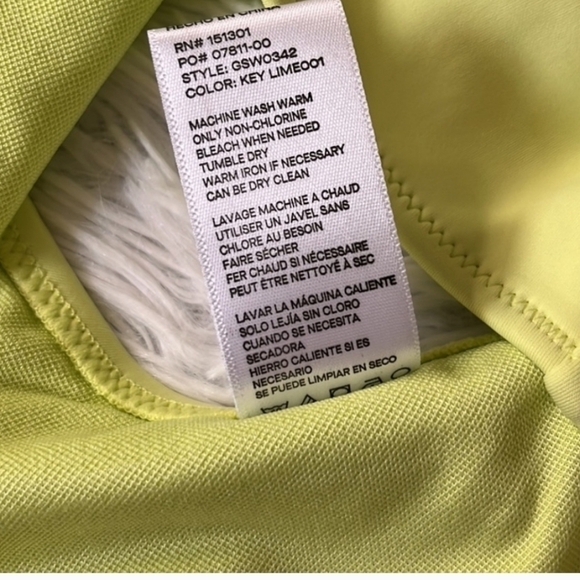 HECHO EN CHINA
RN# 151301
PO# 07811-00
STYLE: GSW0342
COLOR: KEY LIME001
MACHINE WASH WARM
ONLY NON-CHLORINE
BLEACH WHEN NEEDED
TUMBLE DRY
WARM IRON IF NECESSARY
CAN BE DRY CLEAN
LAVAGE MACHINE A CHAUD
UTILISER UN JAVEL SANS
CHLORE AU BESOIN
FAIRE SÉCHER
FER CHAUD SI NÉCESSAIRE
PEUT ÊTRE NETTOYÉ À SEC
LAVAR LA MÁQUINA CALIENTE
SOLO LEJÍA SIN CLORO
CUANDO SE NECESITA
SECADORA
HIERRO CALIENTE SI ES
NECESARIO
SE PUEDE LIMPIAR EN SECO